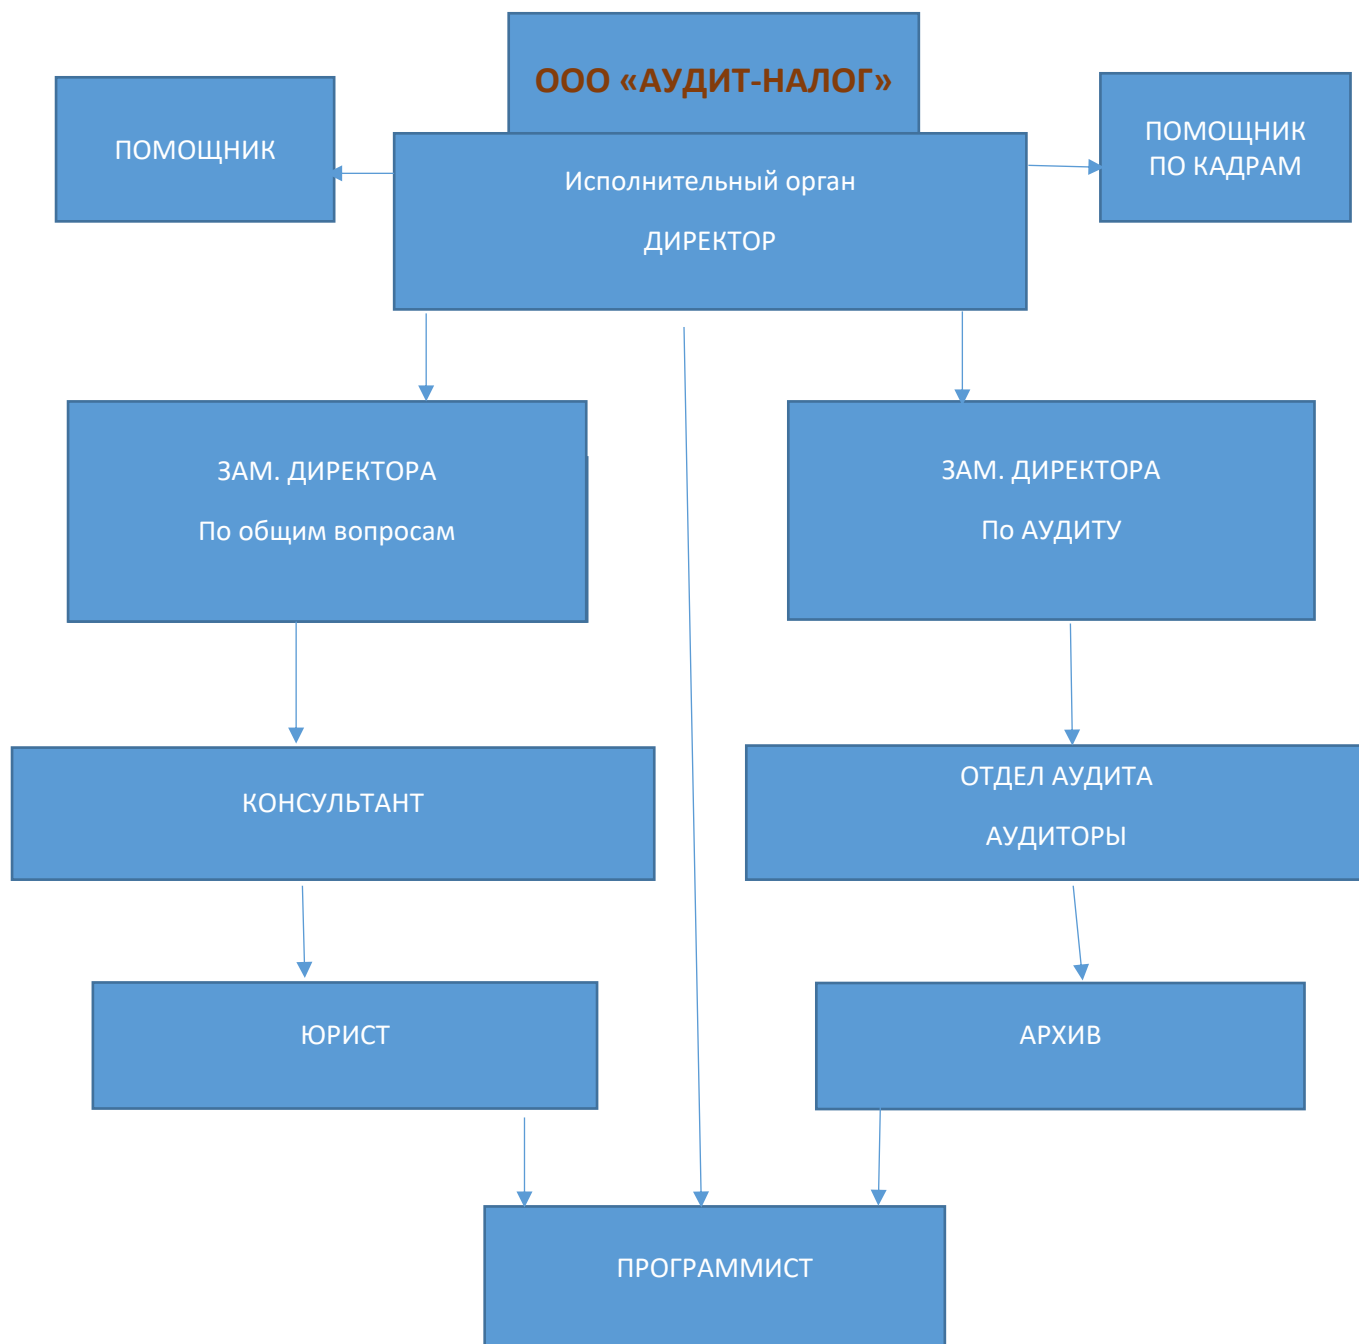 ООО «АУДИТ-НАЛОГ»
ПОМОЩНИК
Исполнительный орган
ДИРЕКТОР
ПОМОЩНИК
ПО КАДРАМ
ЗАМ. ДИРЕКТОРА
По общим вопросам
ЗАМ. ДИРЕКТОРА
По АУДИТУ
КОНСУЛЬТАНТ
ОТДЕЛ АУДИТА
АУДИТОРЫ
ЮРИСТ
АРХИВ
ПРОГРАММИСТ